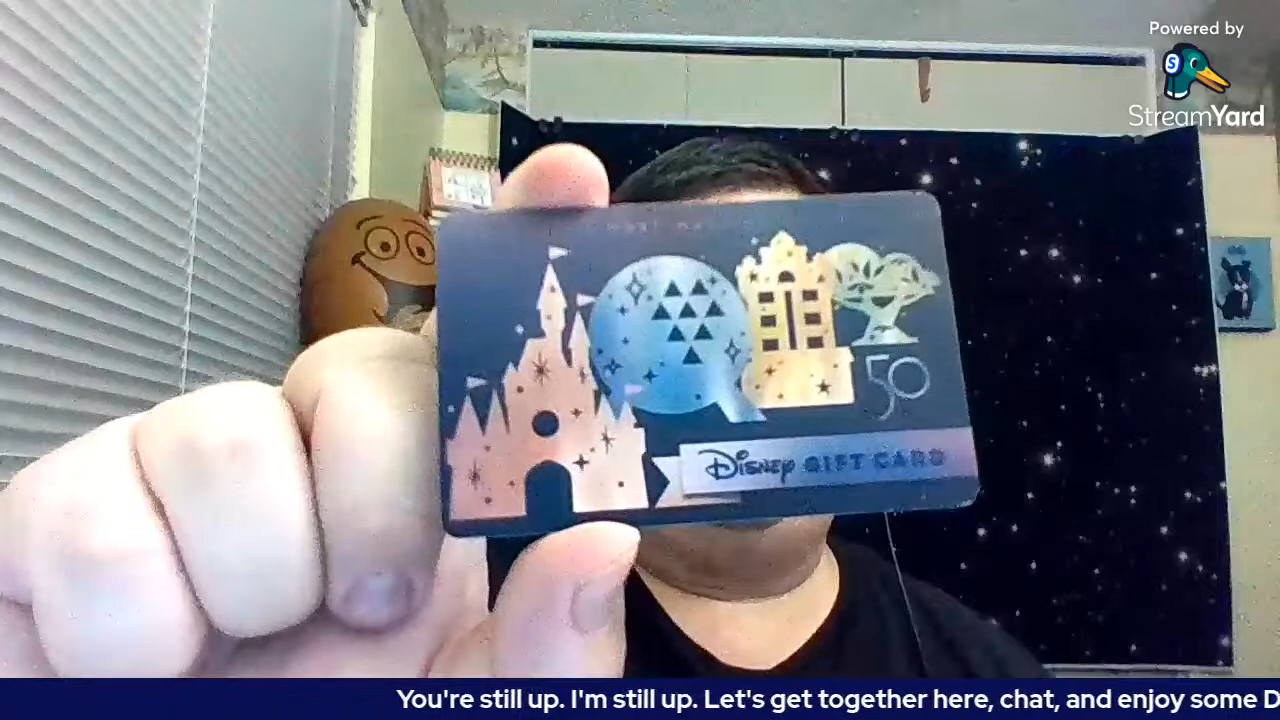 Powered by
S
StreamYard
50
Disney GIFT CARD
You're still up. I'm still up. Let's get together here, chat, and enjoy some D